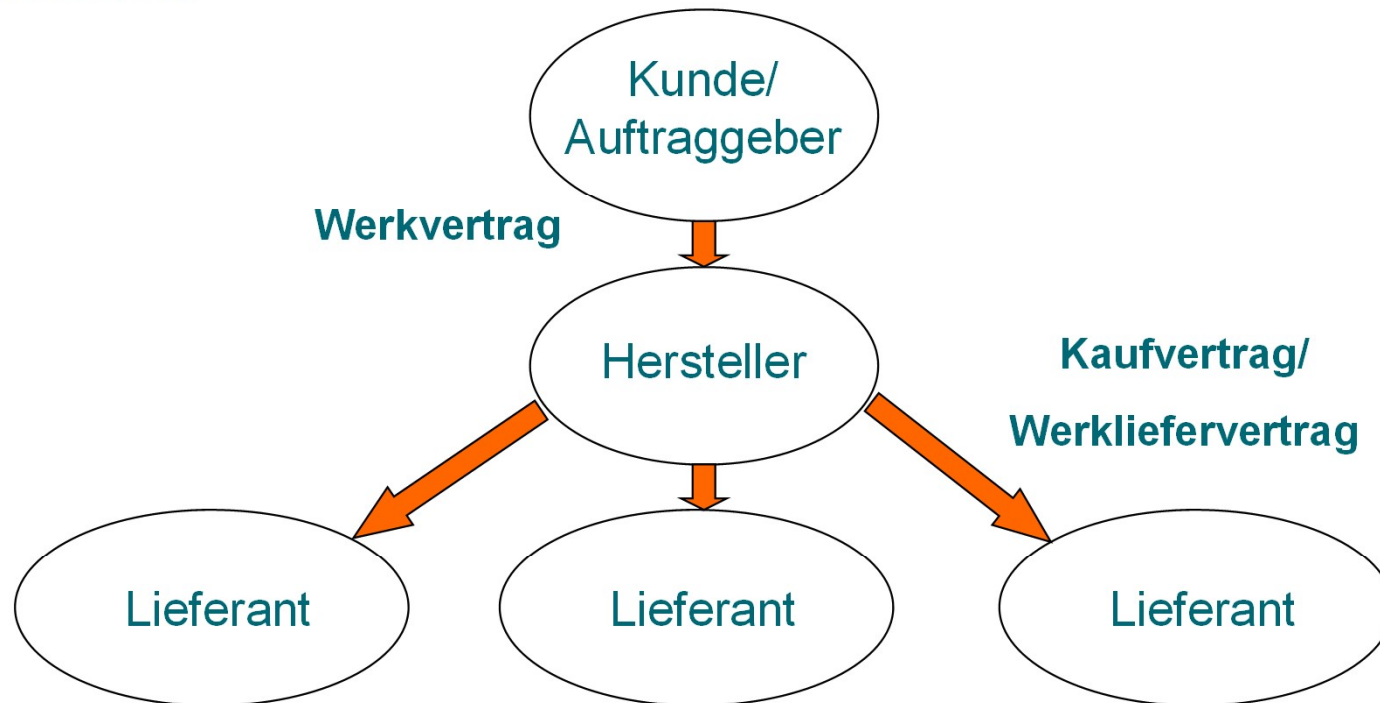 Kunde/
Auftraggeber
Werkvertrag
Hersteller
Kaufvertrag/
Werkliefervertrag
Lieferant
Lieferant
Lieferant